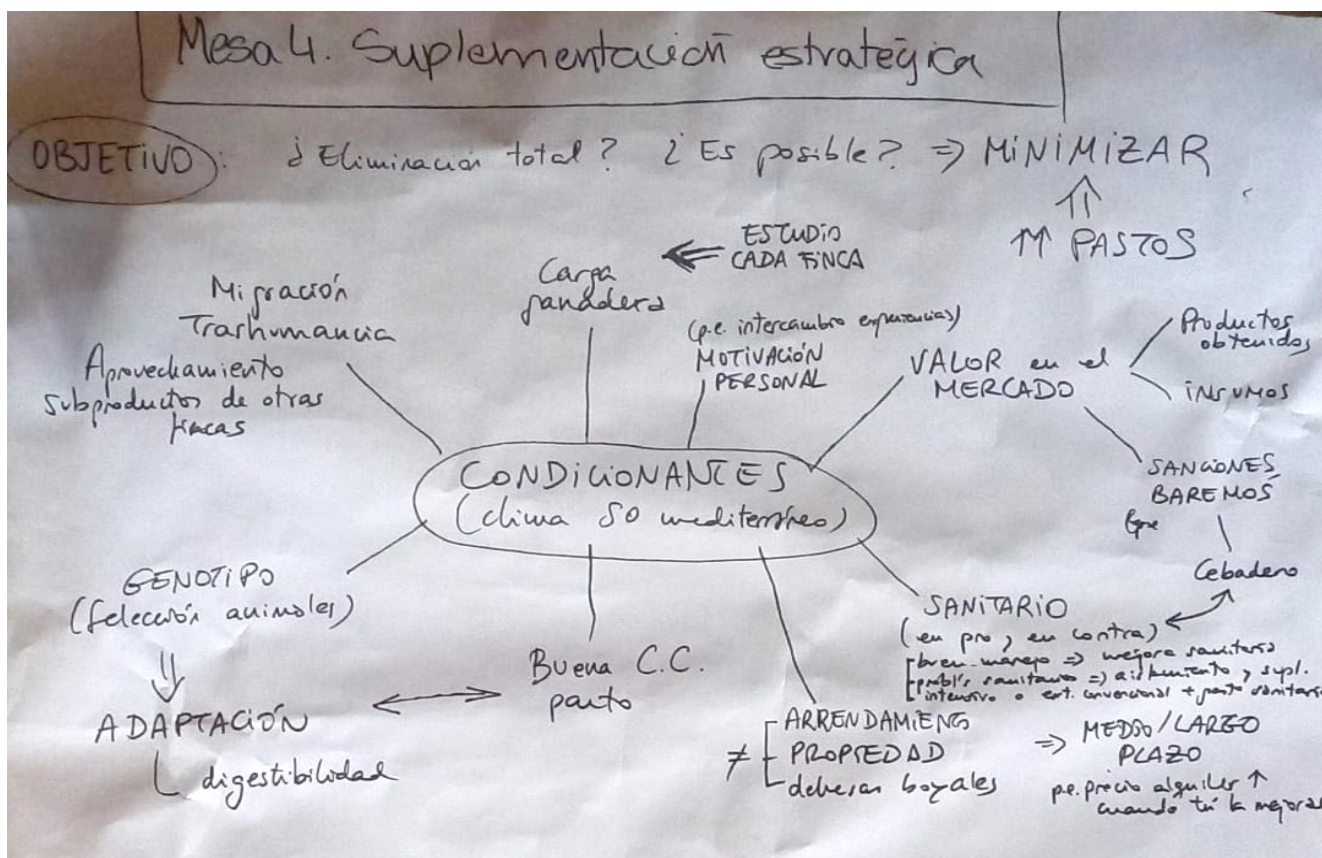 Mesa 4. Suplementación estratégica
OBJETIVO: ¿Eliminación total? ¿Es posible? ⇒ MINIMIZAR
⇑
↑↑ PASTOS
ESTUDIO
CADA FINCA
Carga
ganadera
Migración
Trashumancia
Aprovechamiento
subproductos de otras
fincas
(p.e. intercambio experiencias)
MOTIVACIÓN
PERSONAL
VALOR en el
MERCADO
Productos
obtenidos
INSUMOS
SANCIONES
BAREMOS
Cebadero
CONDICIONANTES
(clima SO mediterráneo)
GENOTIPO
(Selección animales)
⇓
ADAPTACIÓN
digestibilidad
↔
Buena C.C.
parto
SANITARIO
(en pro, en contra)
buen manejo ⇒ mejora sanitaria
probl's sanitarios ⇒ aislamiento y supl.
intensivo o ext. convencional + gasto sanitario
≠
ARRENDAMIENTO
PROPIEDAD
dehesas boyales
⇒ MEDIO/LARGO
PLAZO
p.e. precio alquiler ↑
cuando tú la mejoras